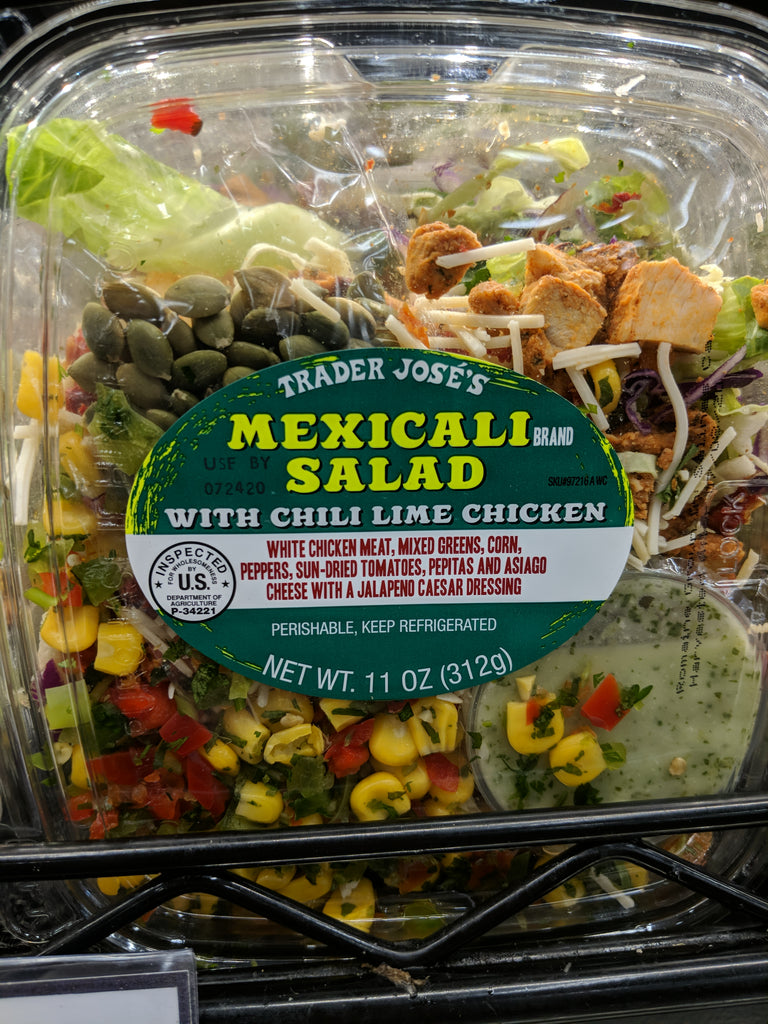 TRADER JOSÉ'S
MEXICALI BRAND
SALAD
USE BY
072420
SKU#97216 AWC
WITH CHILI LIME CHICKEN
INSPECTED
FOR WHOLESOMENESS
BY
U.S.
DEPARTMENT OF
AGRICULTURE
P-34221
WHITE CHICKEN MEAT, MIXED GREENS, CORN,
PEPPERS, SUN-DRIED TOMATOES, PEPITAS AND ASIAGO
CHEESE WITH A JALAPENO CAESAR DRESSING
PERISHABLE, KEEP REFRIGERATED
NET WT. 11 OZ (312g)